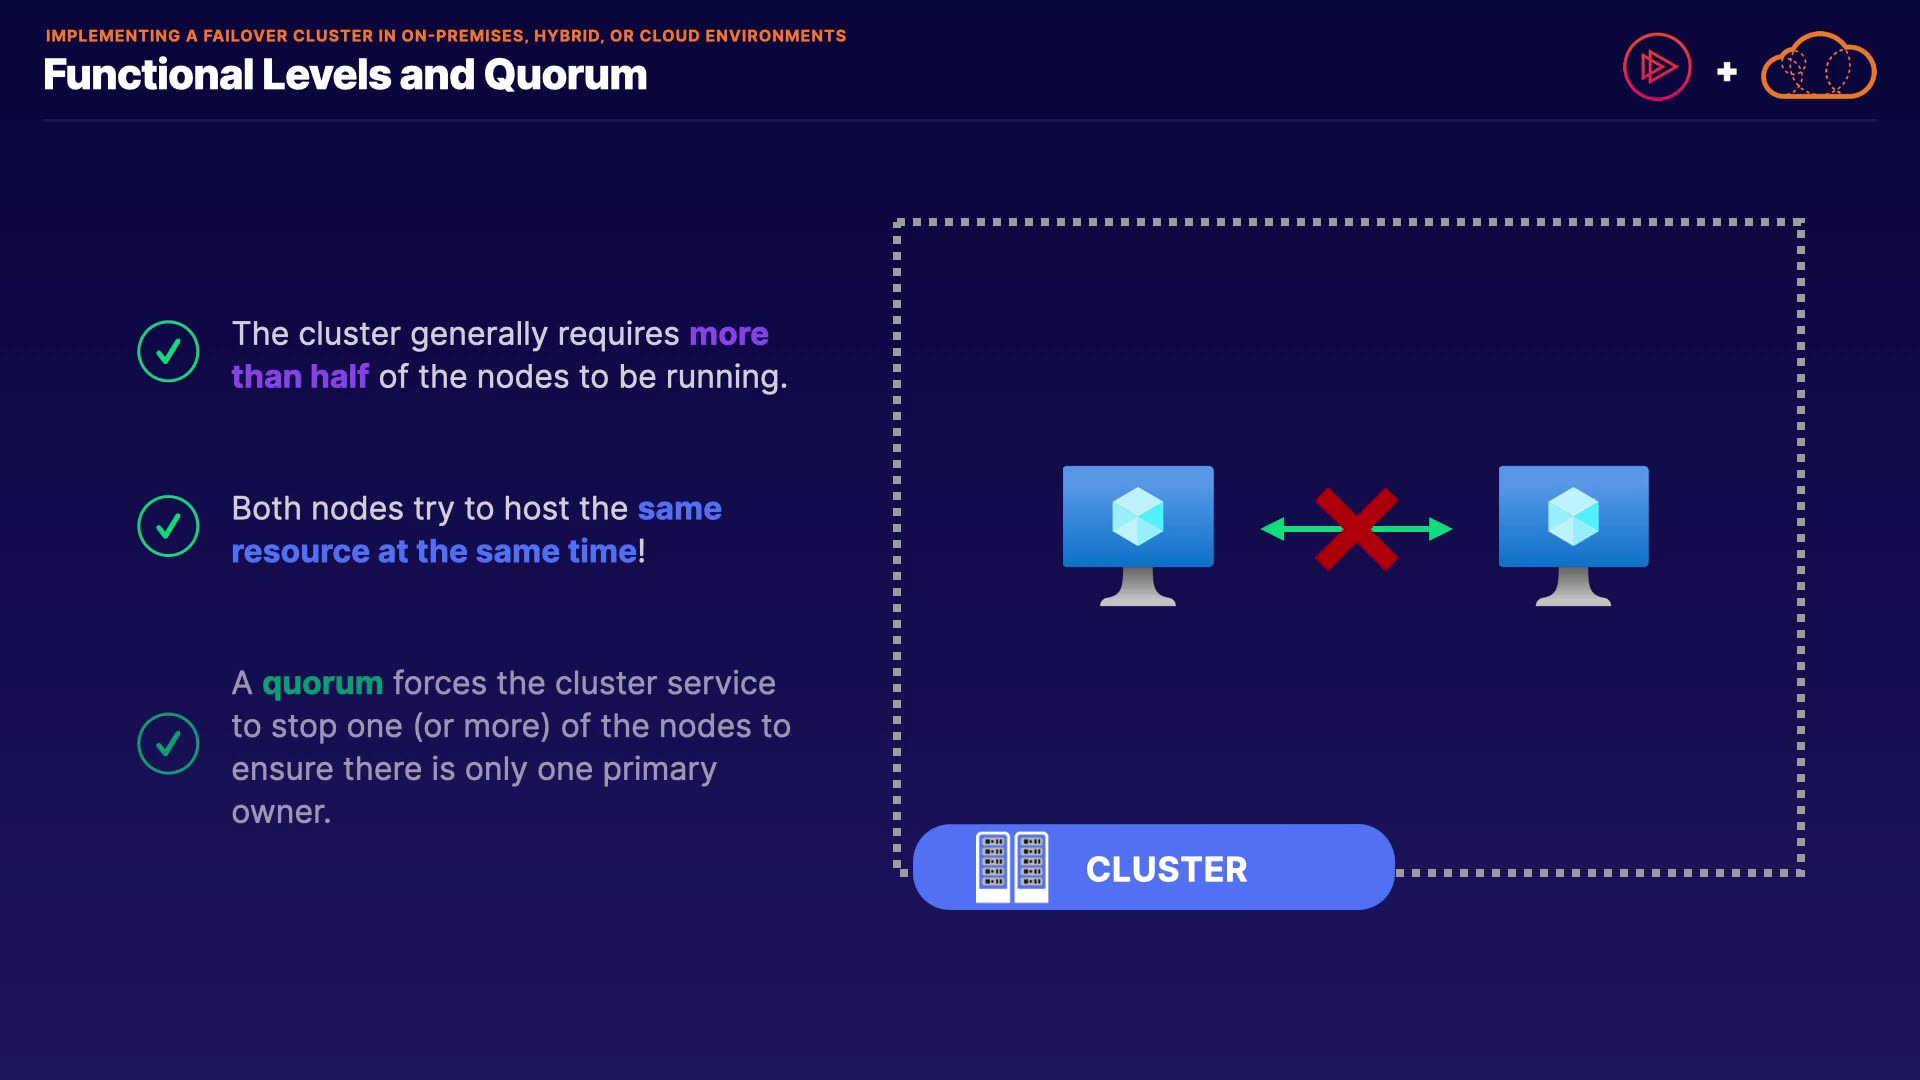 IMPLEMENTING A FAILOVER CLUSTER IN ON-PREMISES, HYBRID, OR CLOUD ENVIRONMENTS
Functional Levels and Quorum
The cluster generally requires more
than half of the nodes to be running.
Both nodes try to host the same
resource at the same time!
A quorum forces the cluster service
to stop one (or more) of the nodes to
ensure there is only one primary
owner.
CLUSTER